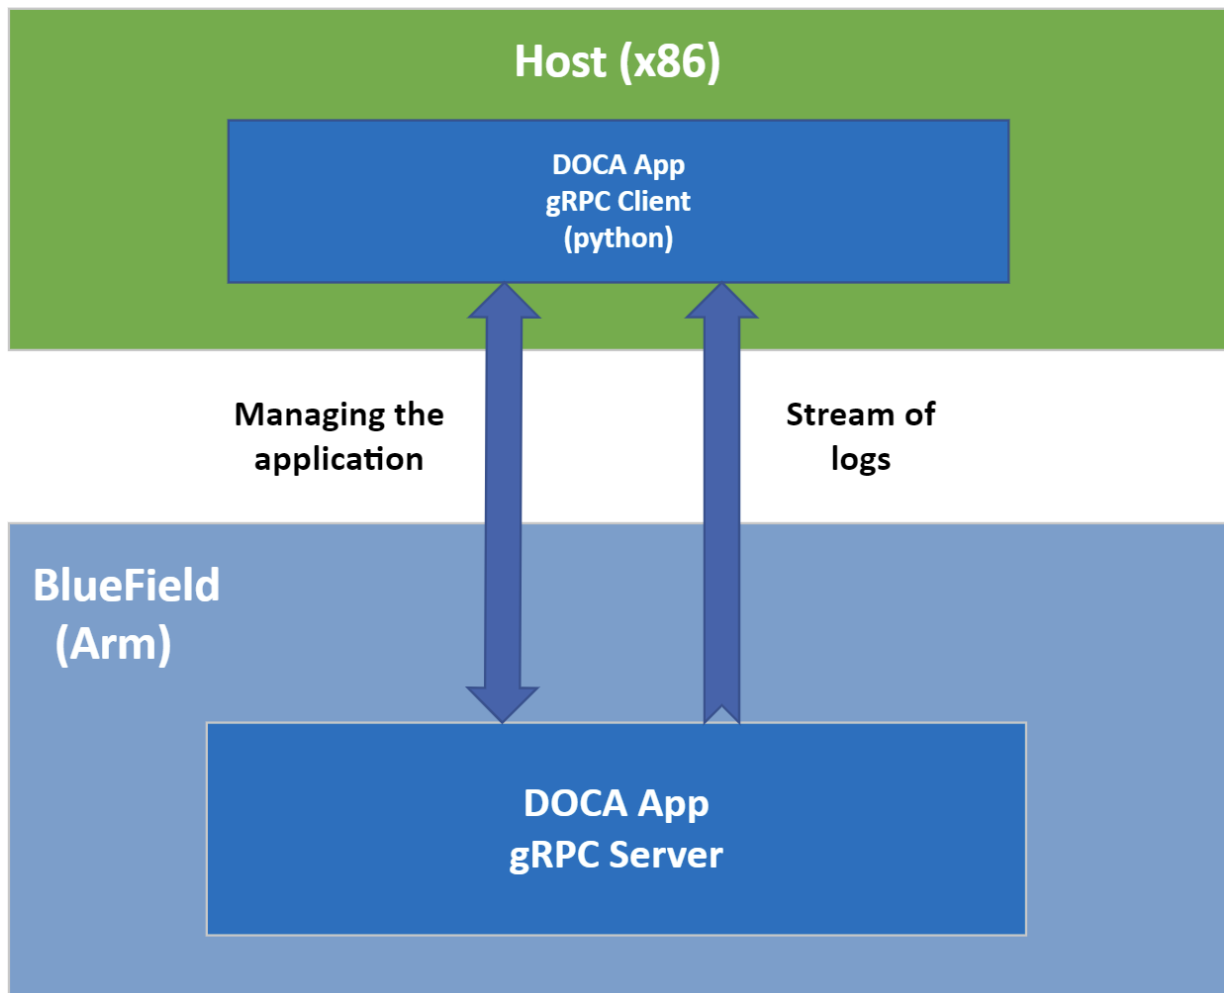 Host (x86)
DOCA App
gRPC Client
(python)
Managing the
application
Stream of
logs
BlueField
(Arm)
DOCA App
gRPC Server